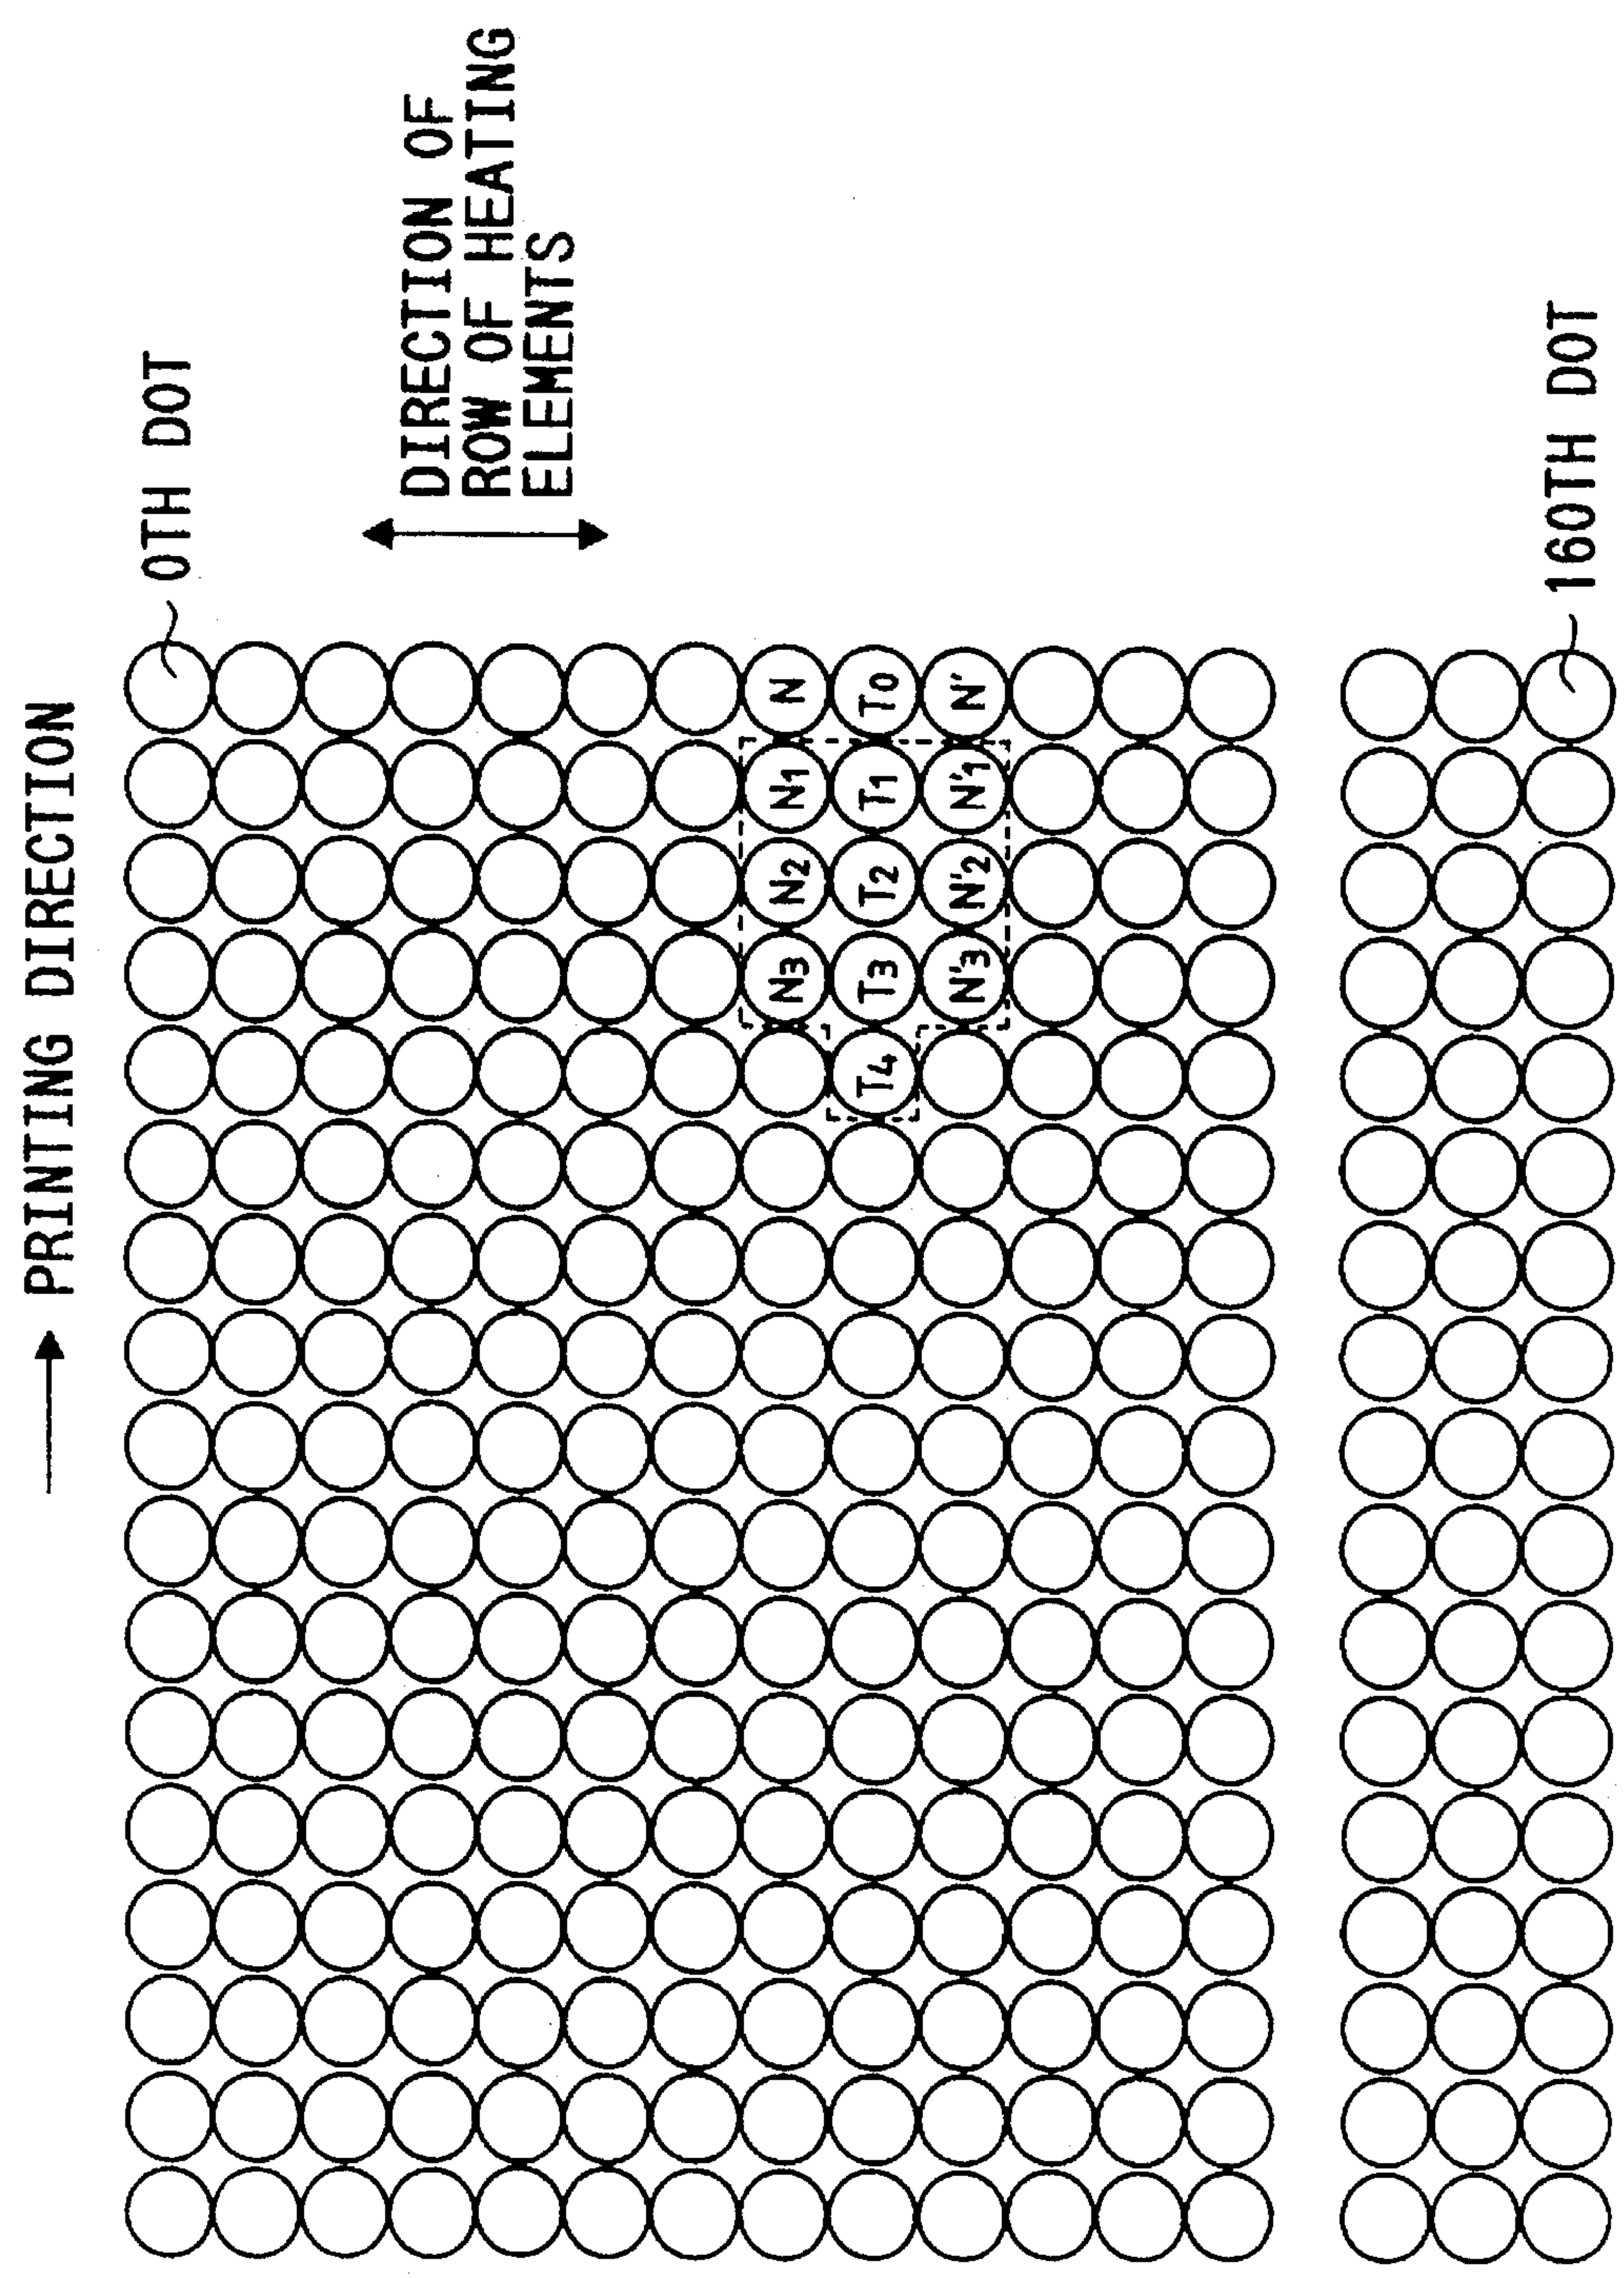 PRINTING DIRECTION
0TH DOT
DIRECTION OF
ROW OF HEATING
ELEMENTS
N3 N2 N1 N
T4 T3 T2 T1 T0
N'3 N'2 N'1 N'
160TH DOT